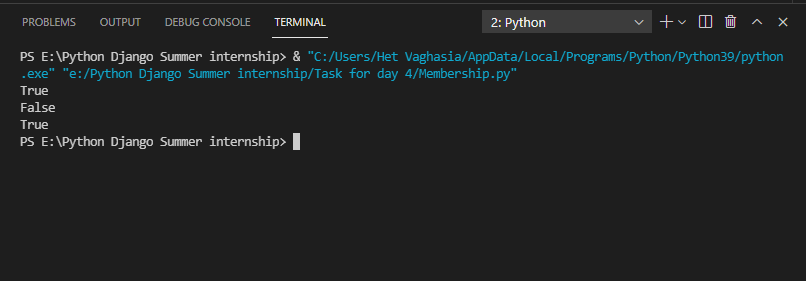 PROBLEMS OUTPUT DEBUG CONSOLE TERMINAL 2: Python
PS E:\Python Django Summer internship> & "C:/Users/Het Vaghasia/AppData/Local/Programs/Python/Python39/python
.exe" "e:/Python Django Summer internship/Task for day 4/Membership.py"
True
False
True
PS E:\Python Django Summer internship>